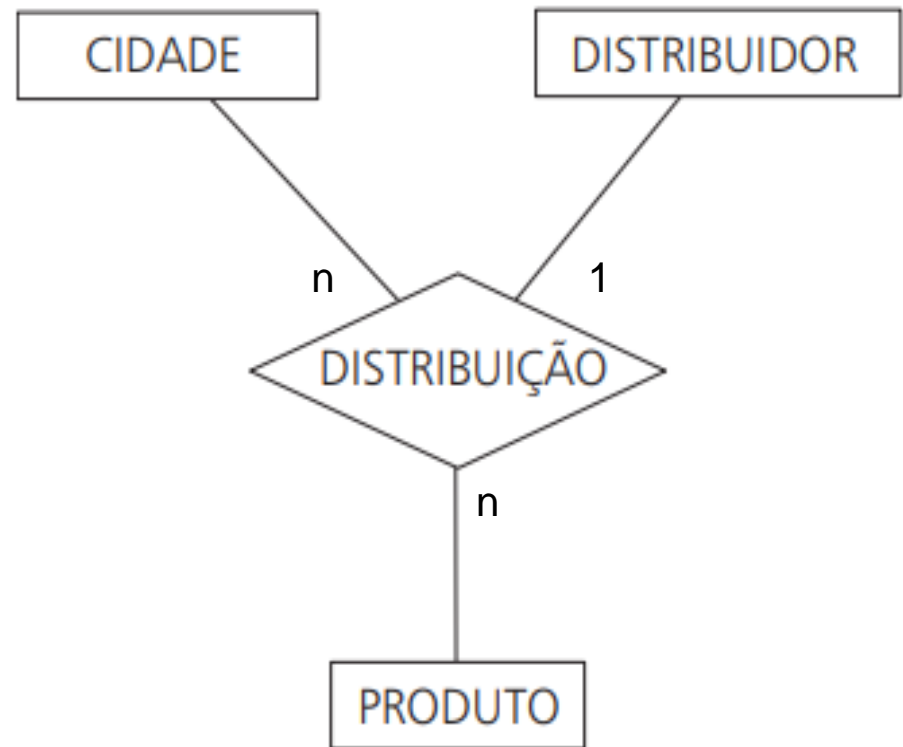 CIDADE
DISTRIBUIDOR
n
1
DISTRIBUIÇÃO
n
PRODUTO